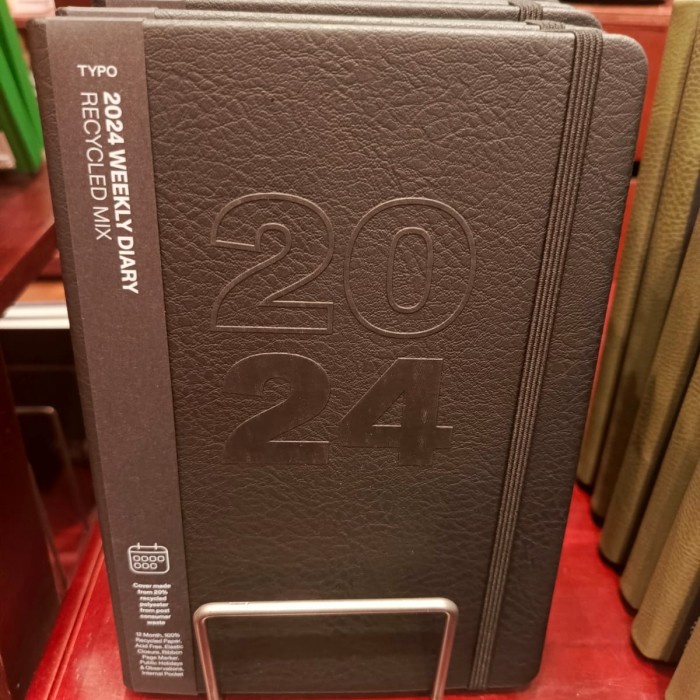 TYPO
2024 WEEKLY DIARY
RECYCLED MIX
20
24
Cover made
from 20%
recycled
polyester
from post
consumer
waste
12 Month, 100%
Recycled Paper,
Acid Free, Elastic
Closure, Ribbon
Page Marker,
Public Holidays
& Observations,
Internal Pocket